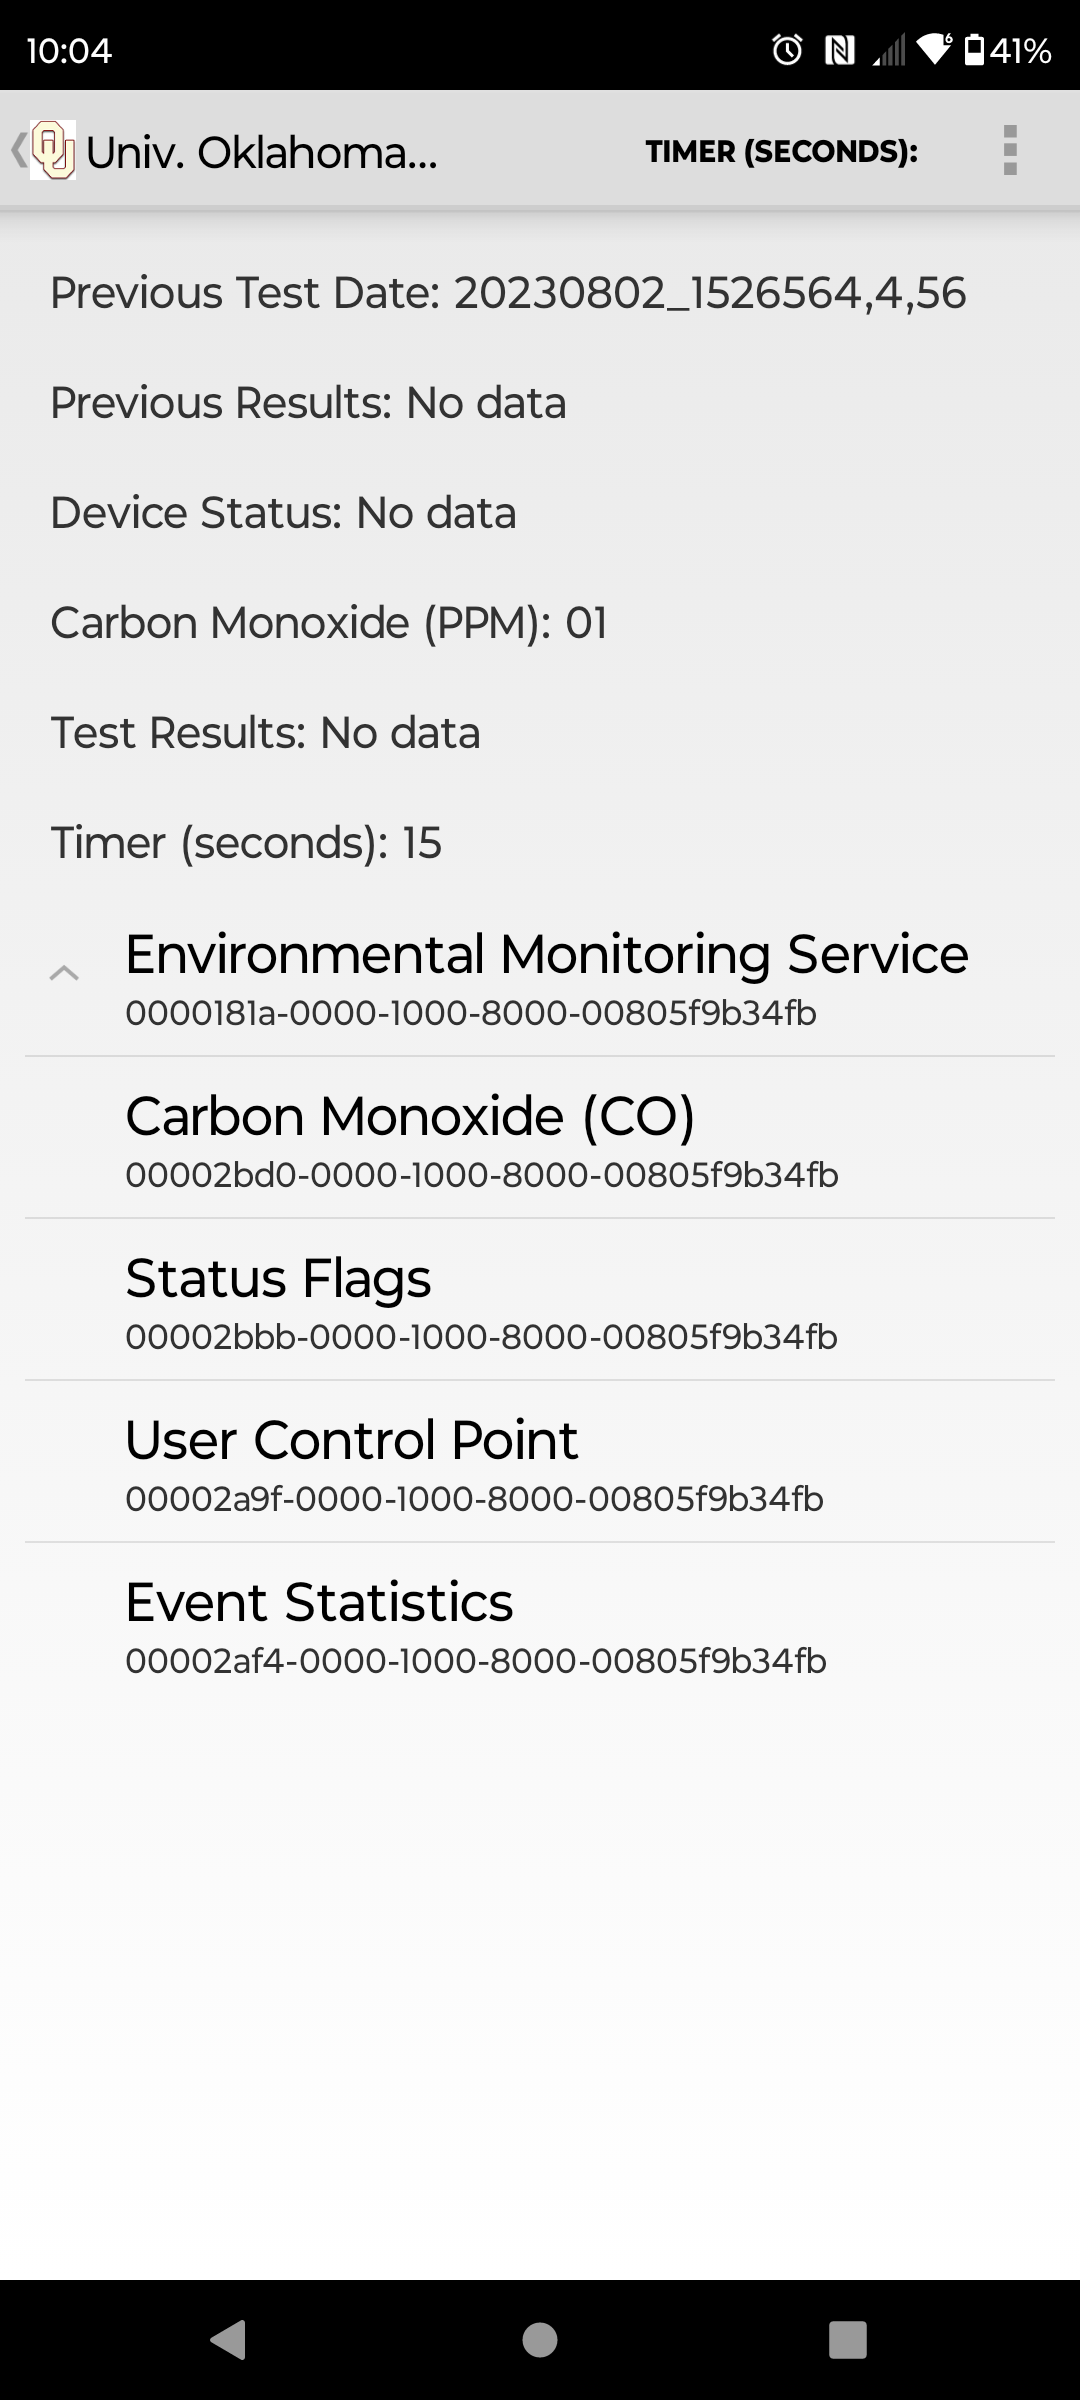 10:04
6
41%
OU
Univ. Oklahoma...
TIMER (SECONDS):
Previous Test Date: 20230802_1526564,4,56
Previous Results: No data
Device Status: No data
Carbon Monoxide (PPM): 01
Test Results: No data
Timer (seconds): 15
Environmental Monitoring Service
0000181a-0000-1000-8000-00805f9b34fb
Carbon Monoxide (CO)
00002bd0-0000-1000-8000-00805f9b34fb
Status Flags
00002bbb-0000-1000-8000-00805f9b34fb
User Control Point
00002a9f-0000-1000-8000-00805f9b34fb
Event Statistics
00002af4-0000-1000-8000-00805f9b34fb